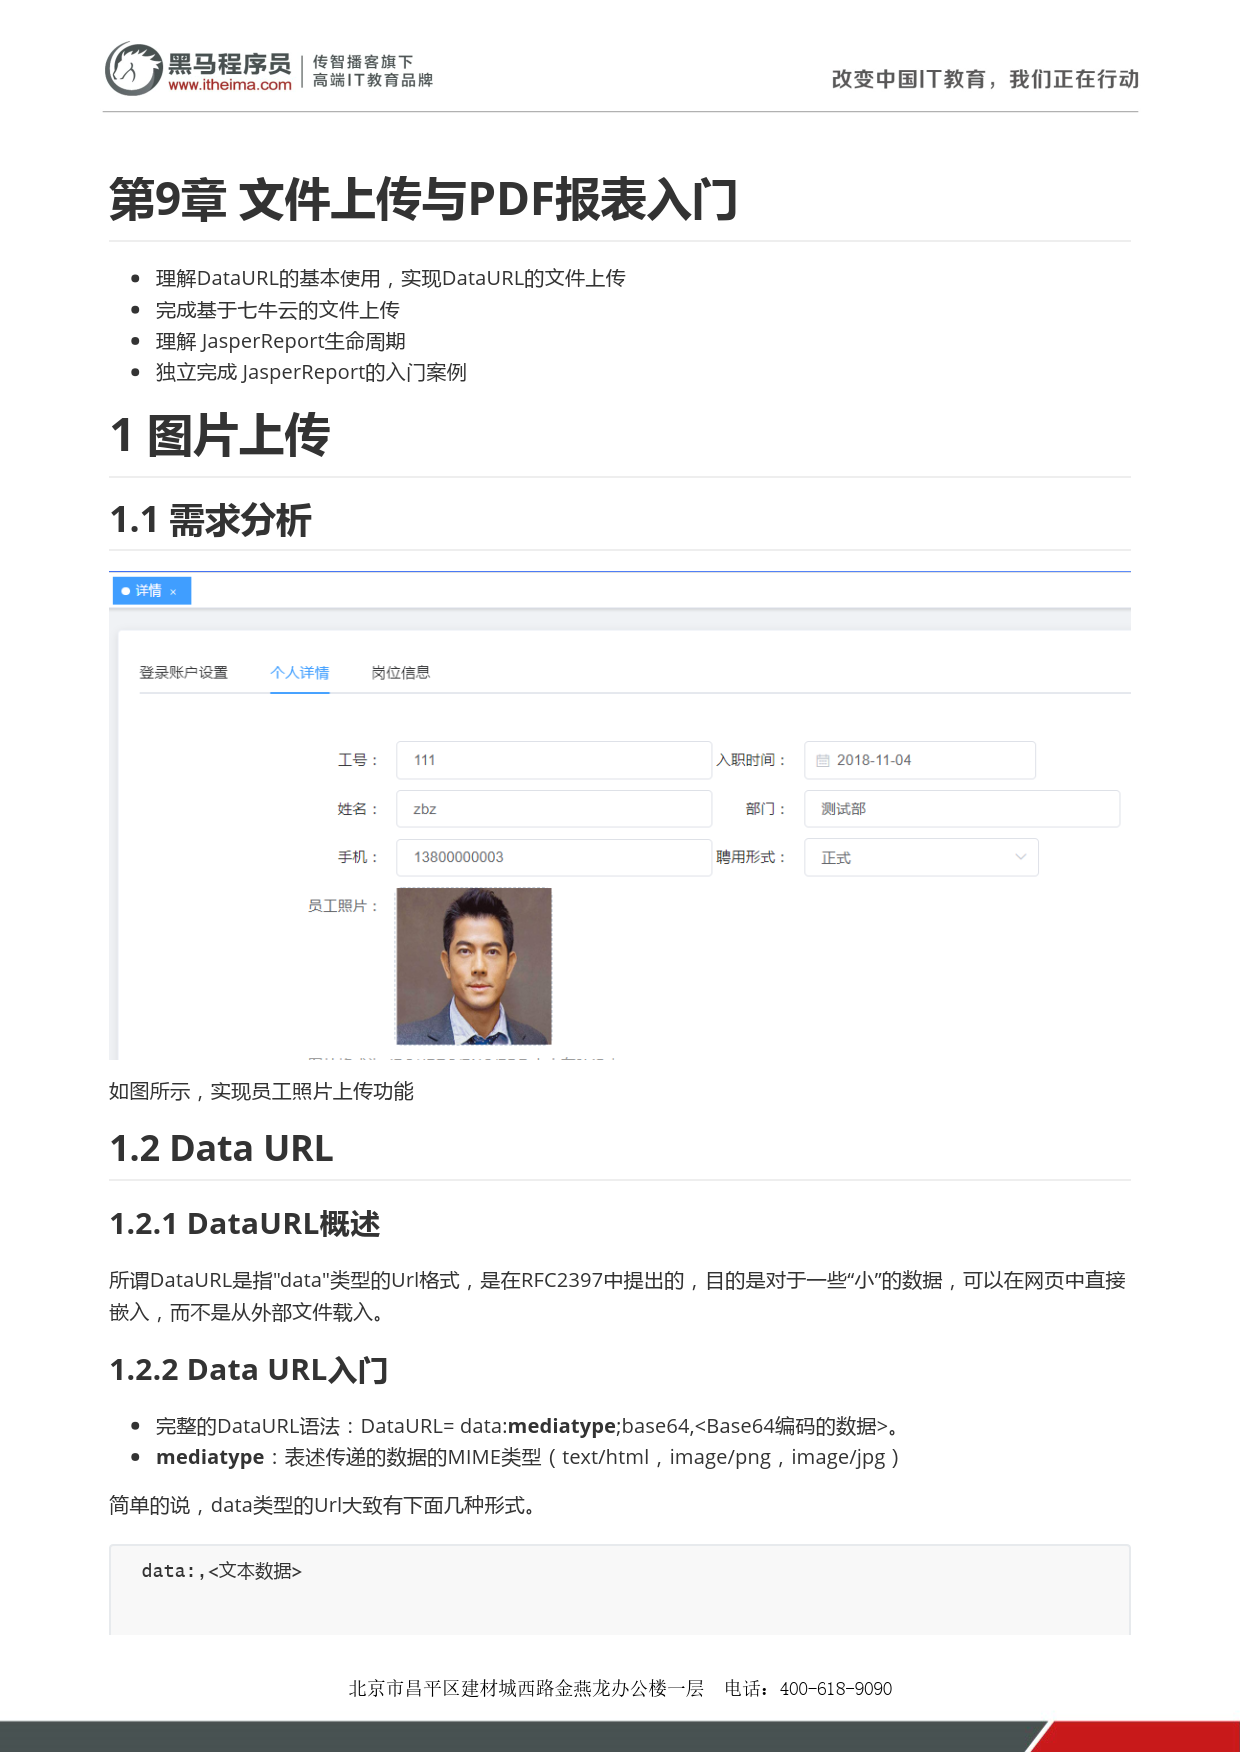 黑马程序员
www.itheima.com
传智播客旗下
高端IT教育品牌
改变中国IT教育，我们正在行动
第9章 文件上传与PDF报表入门
理解DataURL的基本使用，实现DataURL的文件上传
完成基于七牛云的文件上传
理解 JasperReport生命周期
独立完成 JasperReport的入门案例
1 图片上传
1.1 需求分析
详情 ×
登录账户设置 个人详情 岗位信息
工号： 111 入职时间： 2018-11-04
姓名： zbz 部门： 测试部
手机： 13800000003 聘用形式： 正式
员工照片：
如图所示，实现员工照片上传功能
1.2 Data URL
1.2.1 DataURL概述
所谓DataURL是指"data"类型的Url格式，是在RFC2397中提出的，目的是对于一些“小”的数据，可以在网页中直接
嵌入，而不是从外部文件载入。
1.2.2 Data URL入门
完整的DataURL语法：DataURL= data:mediatype;base64,<Base64编码的数据>。
mediatype：表述传递的数据的MIME类型（text/html，image/png，image/jpg）
简单的说，data类型的Url大致有下面几种形式。
data:,<文本数据>
北京市昌平区建材城西路金燕龙办公楼一层 电话：400-618-9090